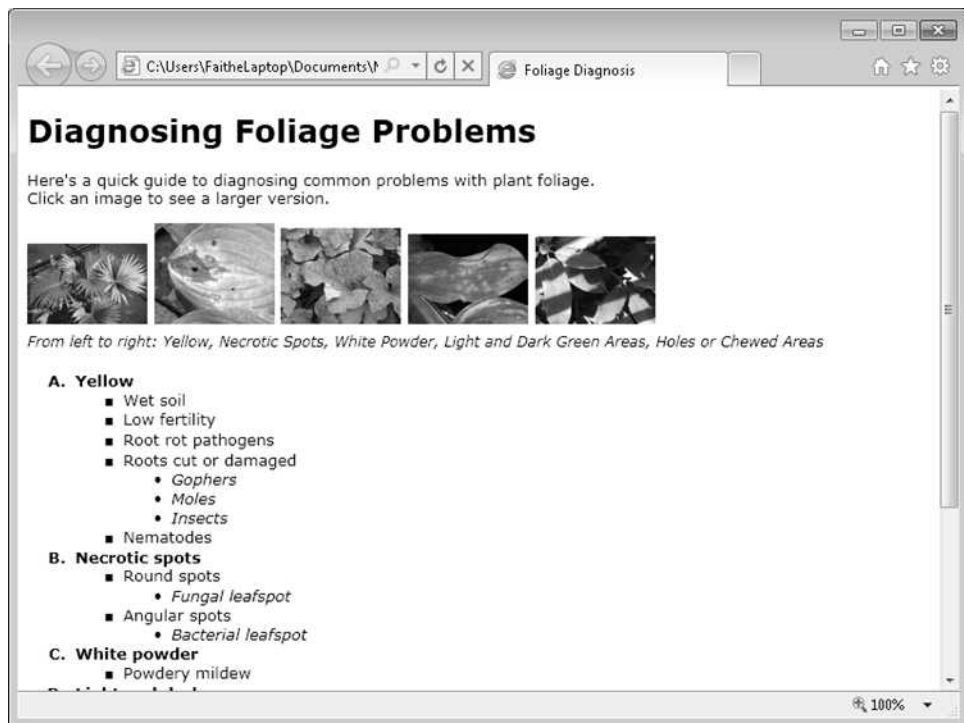 C:\Users\FaitheLaptop\Documents\
Foliage Diagnosis
Diagnosing Foliage Problems
Here's a quick guide to diagnosing common problems with plant foliage.
Click an image to see a larger version.
From left to right: Yellow, Necrotic Spots, White Powder, Light and Dark Green Areas, Holes or Chewed Areas
A. Yellow
Wet soil
Low fertility
Root rot pathogens
Roots cut or damaged
Gophers
Moles
Insects
Nematodes
B. Necrotic spots
Round spots
Fungal leafspot
Angular spots
Bacterial leafspot
C. White powder
Powdery mildew
100%